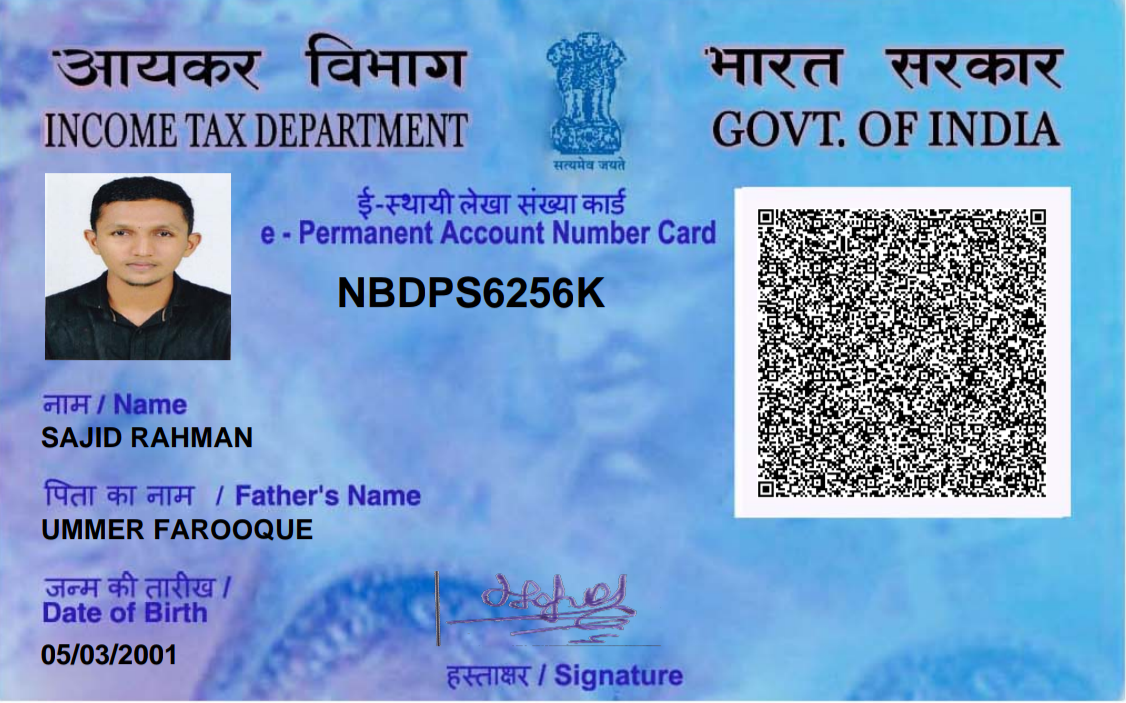 आयकर विभाग
INCOME TAX DEPARTMENT
सत्यमेव जयते
भारत सरकार
GOVT. OF INDIA
ई-स्थायी लेखा संख्या कार्ड
e - Permanent Account Number Card
NBDPS6256K
नाम / Name
SAJID RAHMAN
पिता का नाम / Father's Name
UMMER FAROOQUE
जन्म की तारीख /
Date of Birth
05/03/2001
हस्ताक्षर / Signature